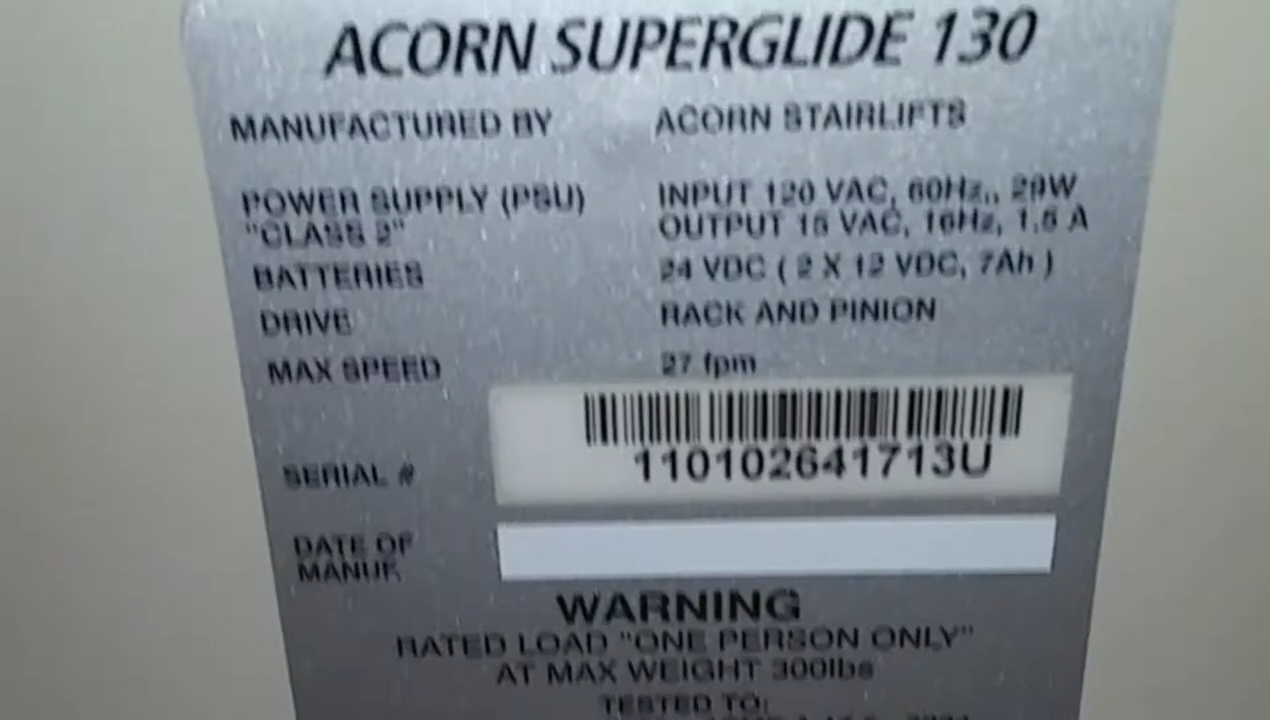 ACORN SUPERGLIDE 130
MANUFACTURED BY ACORN STAIRLIFTS
POWER SUPPLY (PSU) INPUT 120 VAC, 60Hz., 29W
"CLASS 2" OUTPUT 15 VAC, 16Hz, 1.5 A
BATTERIES 24 VDC ( 2 X 12 VDC, 7Ah )
DRIVE RACK AND PINION
MAX SPEED 27 fpm
SERIAL # 110102641713U
DATE OF
MANUF.
WARNING
RATED LOAD "ONE PERSON ONLY"
AT MAX WEIGHT 300lbs
TESTED TO: